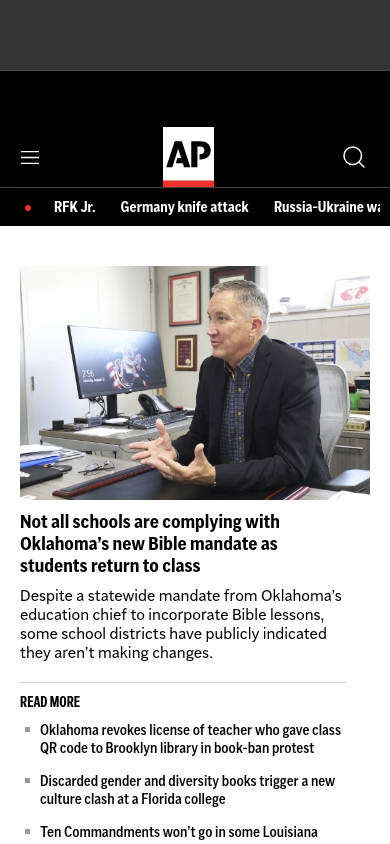 AP
RFK Jr. Germany knife attack Russia-Ukraine
2:56
Not all schools are complying with
Oklahoma’s new Bible mandate as
students return to class
Despite a statewide mandate from Oklahoma’s
education chief to incorporate Bible lessons,
some school districts have publicly indicated
they aren’t making changes.
READ MORE
Oklahoma revokes license of teacher who gave class
QR code to Brooklyn library in book-ban protest
Discarded gender and diversity books trigger a new
culture clash at a Florida college
Ten Commandments won’t go in some Louisiana